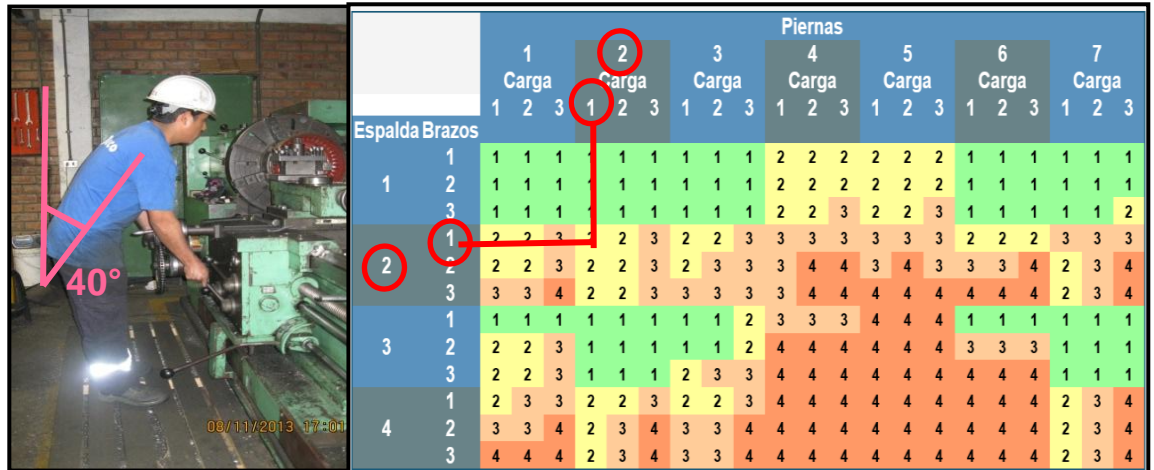 40°
08/11/2013 17:01
Piernas
1 2 3 4 5 6 7
Carga Carga Carga Carga Carga Carga Carga
1 2 3 1 2 3 1 2 3 1 2 3 1 2 3 1 2 3 1 2 3
Espalda Brazos
1 1 1 1 1 1 1 1 1 1 2 2 2 2 2 2 1 1 1 1 1 1
1 2 1 1 1 1 1 1 1 1 1 2 2 2 2 2 2 1 1 1 1 1 1
3 1 1 1 1 1 1 1 1 1 2 2 3 2 2 3 1 1 1 1 1 2
1 2 2 3 2 2 3 2 2 3 3 3 3 3 3 3 2 2 2 3 3 3
2 2 2 2 3 2 2 3 2 3 3 3 4 4 3 4 3 3 3 4 2 3 4
3 3 3 4 2 2 3 3 3 3 3 4 4 4 4 4 4 4 4 2 3 4
1 1 1 1 1 1 1 1 1 2 3 3 3 4 4 4 1 1 1 1 1 1
3 2 2 2 3 1 1 1 1 1 2 4 4 4 4 4 4 3 3 3 1 1 1
3 2 2 3 1 1 1 2 3 3 4 4 4 4 4 4 4 4 4 1 1 1
1 2 3 3 2 2 3 2 2 3 4 4 4 4 4 4 4 4 4 2 3 4
4 2 3 3 4 2 3 4 3 3 4 4 4 4 4 4 4 4 4 4 2 3 4
3 4 4 4 2 3 4 3 3 4 4 4 4 4 4 4 4 4 4 2 3 4